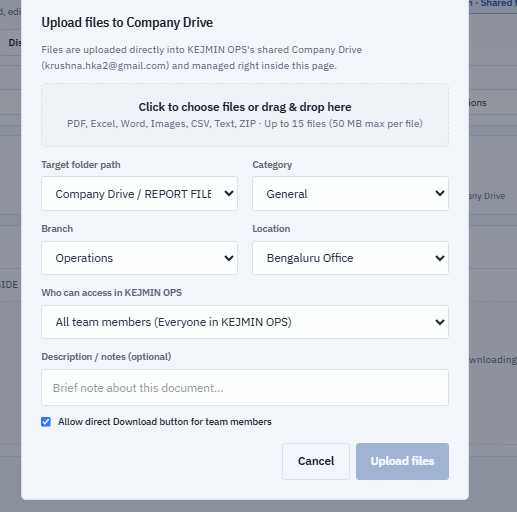 Upload files to Company Drive
Files are uploaded directly into KEJMIN OPS's shared Company Drive
(krushna.hka2@gmail.com) and managed right inside this page.
Click to choose files or drag & drop here
PDF, Excel, Word, Images, CSV, Text, ZIP · Up to 15 files (50 MB max per file)
Target folder path
Category
Company Drive / REPORT FILE
General
Branch
Location
Operations
Bengaluru Office
Who can access in KEJMIN OPS
All team members (Everyone in KEJMIN OPS)
Description / notes (optional)
Brief note about this document...
Allow direct Download button for team members
Cancel
Upload files